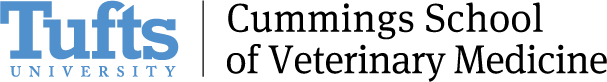 Tufts
UNIVERSITY
Cummings School
of Veterinary Medicine